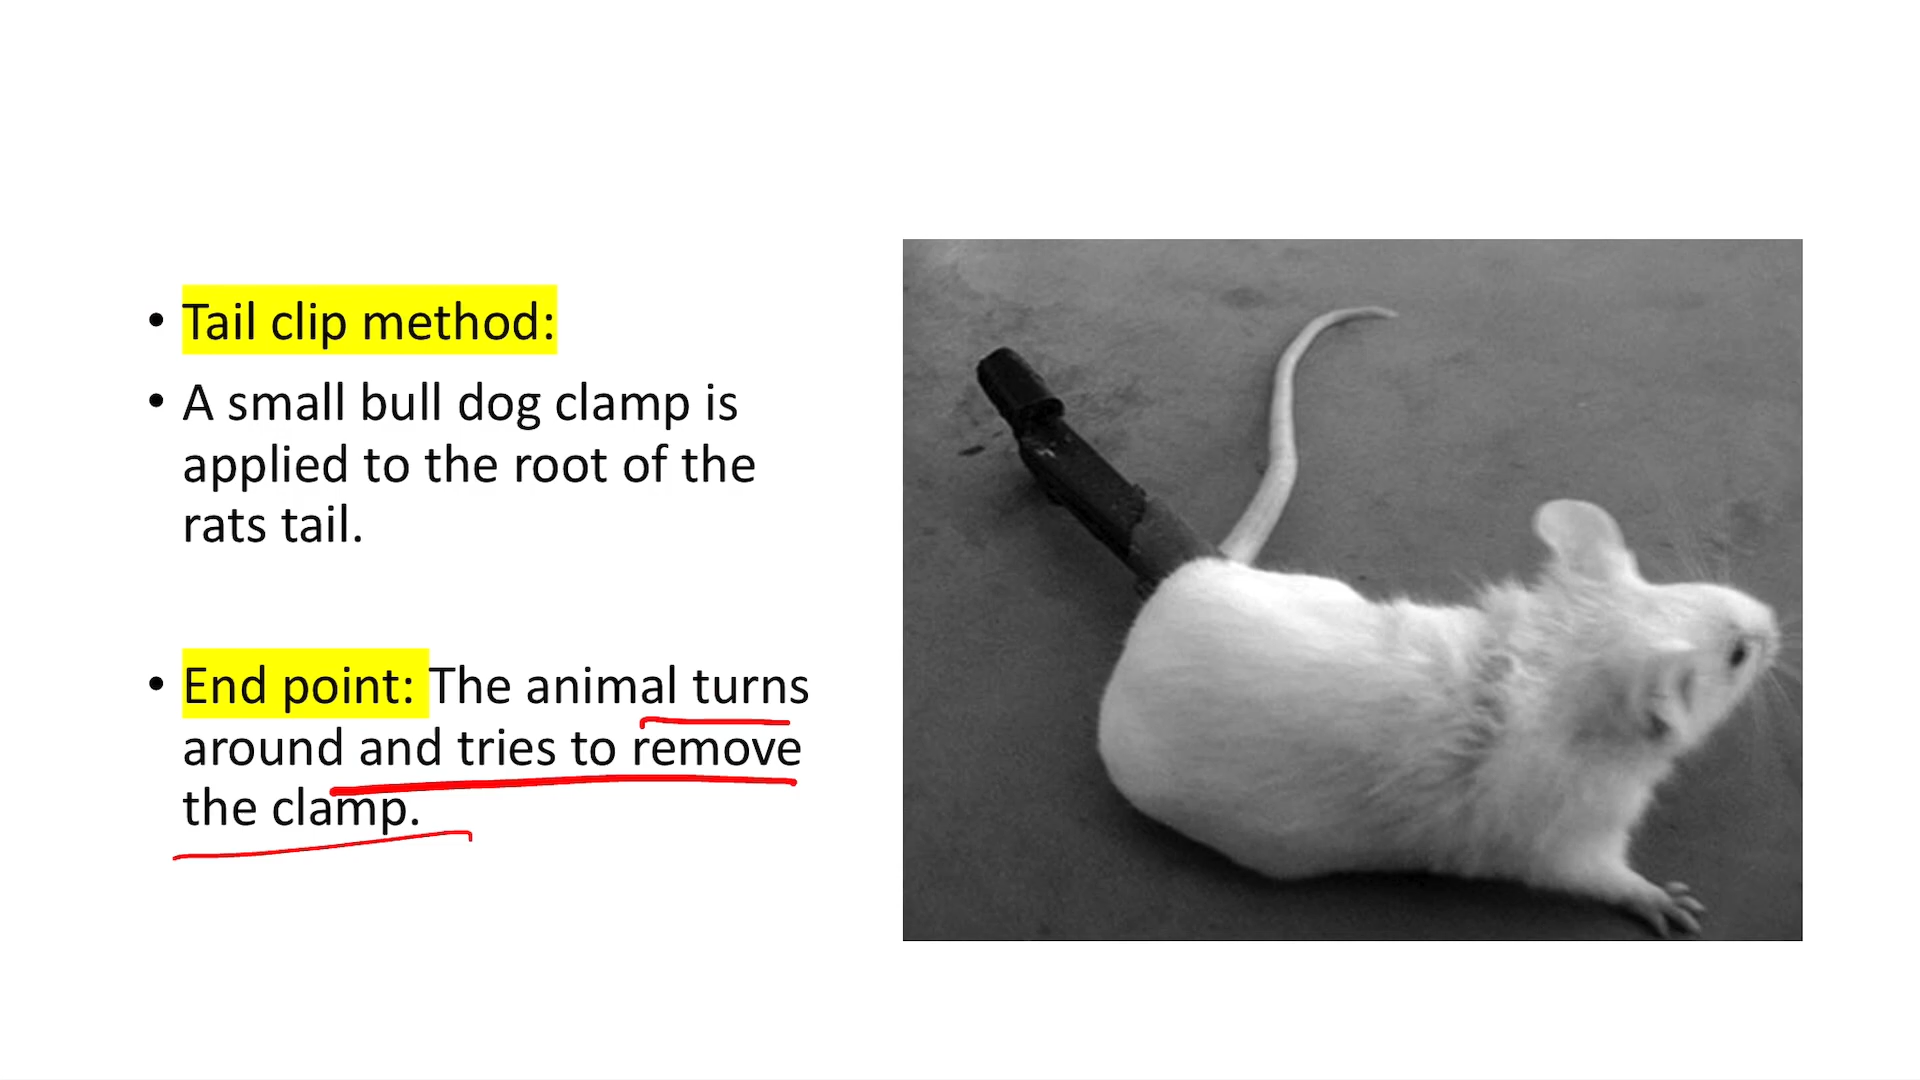 • Tail clip method:
• A small bull dog clamp is
applied to the root of the
rats tail.
• End point: The animal turns
around and tries to remove
the clamp.